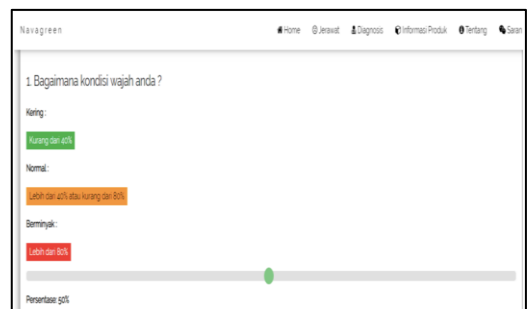 Navagreen
Home Jerawat Diagnosis Informasi Produk Tentang Saran
1. Bagaimana kondisi wajah anda ?
Kering :
Kurang dari 40%
Normal :
Lebih dari 40% atau kurang dari 80%
Berminyak :
Lebih dari 80%
Persentase: 50%